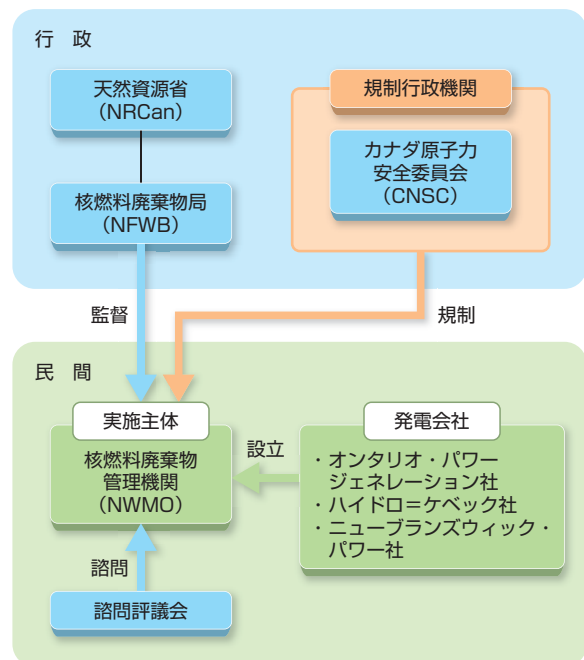 行 政
天然資源省
(NRCan)
規制行政機関
カナダ原子力
安全委員会
(CNSC)
核燃料廃棄物局
(NFWB)
監督
規制
民 間
実施主体
核燃料廃棄物
管理機関
(NWMO)
設立
発電会社
・オンタリオ・パワー
ジェネレーション社
・ハイドロ＝ケベック社
・ニューブランズウィック・
パワー社
諮問
諮問評議会